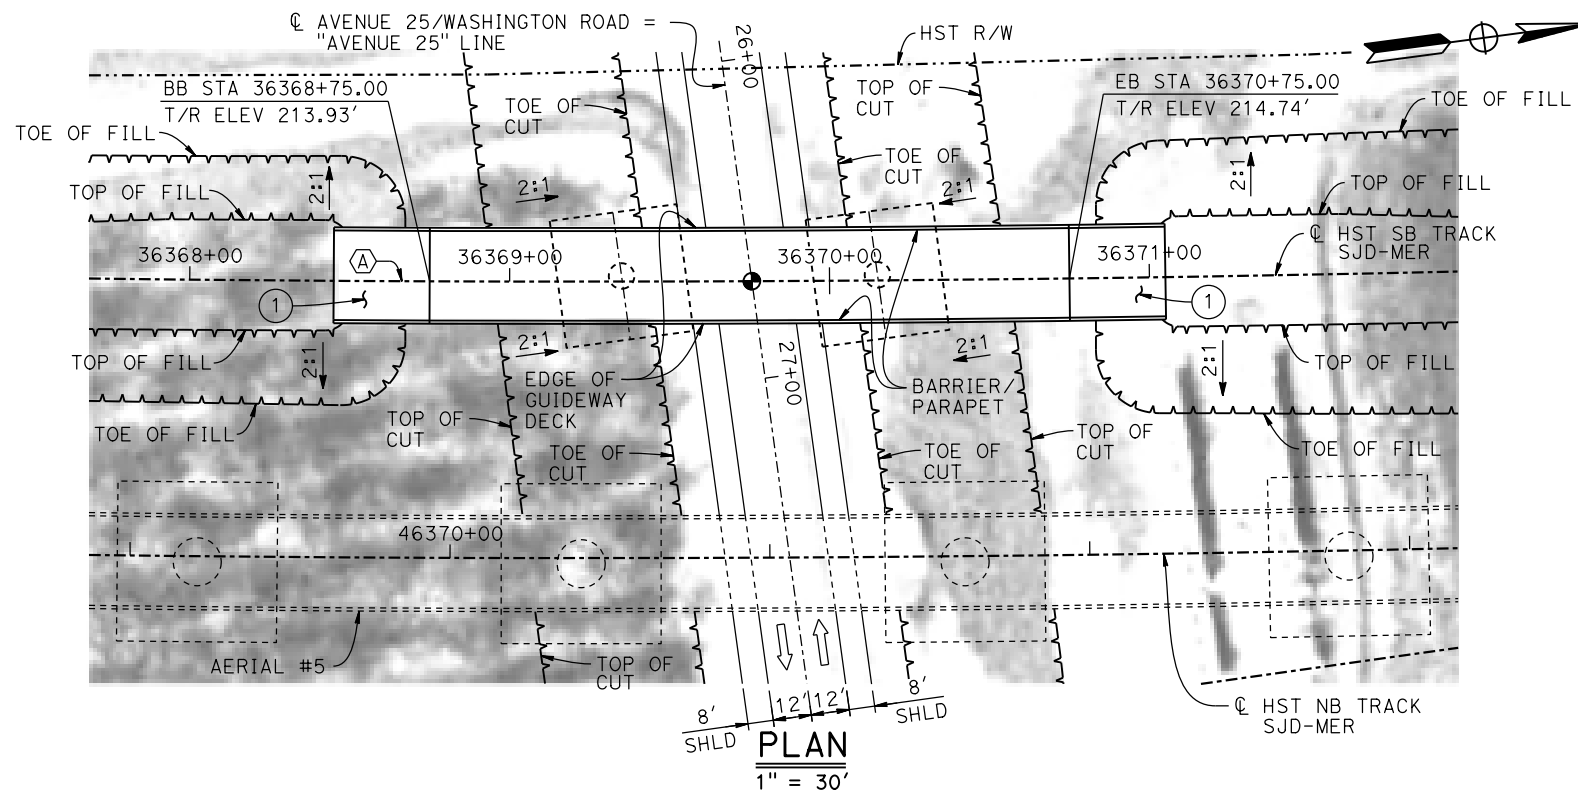 ℄ AVENUE 25/WASHINGTON ROAD =
"AVENUE 25" LINE
26+00
HST R/W
BB STA 36368+75.00
T/R ELEV 213.93'
TOE OF
CUT
TOP OF
CUT
EB STA 36370+75.00
T/R ELEV 214.74'
TOE OF FILL
TOE OF FILL
TOE OF
CUT
2:1
TOP OF FILL
2:1
2:1
2:1
TOP OF FILL
36368+00
36369+00
36370+00
36371+00
℄ HST SB TRACK
SJD-MER
A
1
1
TOP OF FILL
2:1
2:1
27+00
2:1
2:1
TOP OF FILL
EDGE OF
GUIDEWAY
DECK
BARRIER/
PARAPET
TOE OF FILL
TOP OF
CUT
TOE OF
CUT
TOE OF
CUT
TOP OF
CUT
TOE OF FILL
46370+00
AERIAL #5
TOP OF
CUT
℄ HST NB TRACK
SJD-MER
8'
SHLD
12'
12'
8'
SHLD
PLAN
1" = 30'